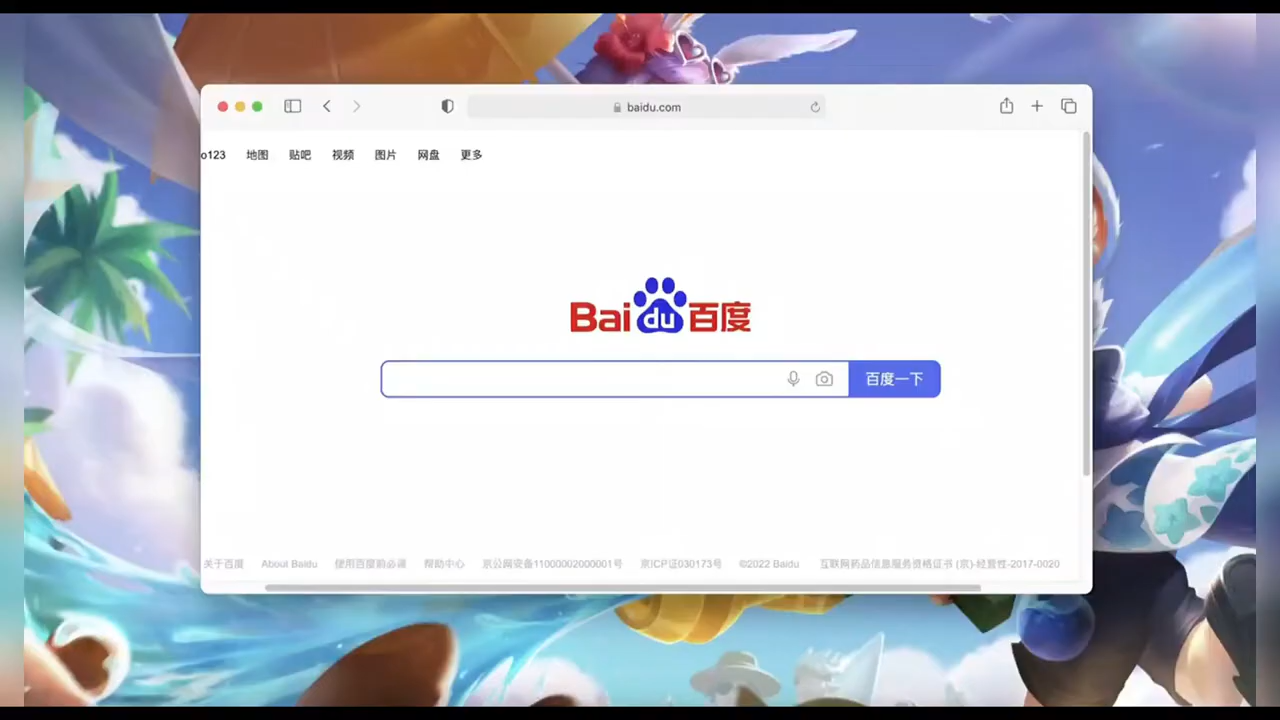 baidu.com
o123 地图 贴吧 视频 图片 网盘 更多
Bai du 百度
百度一下
关于百度 About Baidu 使用百度前必读 帮助中心 京公网安备11000002000001号 京ICP证030173号 ©2022 Baidu 互联网药品信息服务资格证书 (京)-经营性-2017-0020